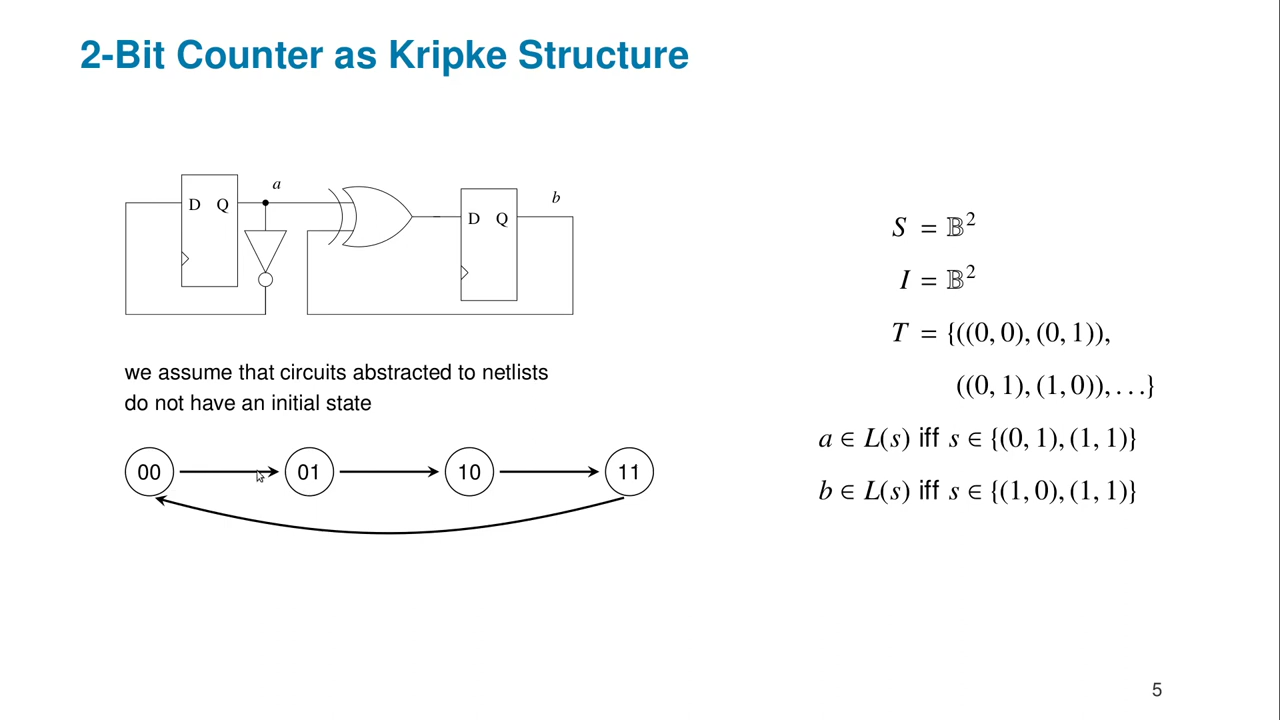 2-Bit Counter as Kripke Structure
a
b
D Q
D Q
we assume that circuits abstracted to netlists
do not have an initial state
00 01 10 11
S = 𝔹²
I = 𝔹²
T = {((0, 0), (0, 1)),
((0, 1), (1, 0)), . . .}
a ∈ L(s) iff s ∈ {(0, 1), (1, 1)}
b ∈ L(s) iff s ∈ {(1, 0), (1, 1)}
5